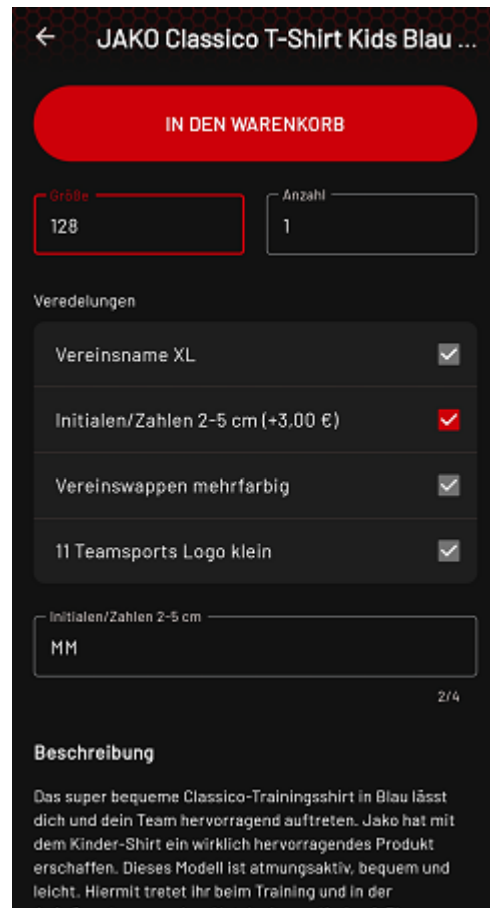 JAKO Classico T-Shirt Kids Blau ...
IN DEN WARENKORB
Größe
128
Anzahl
1
Veredelungen
Vereinsname XL
Initialen/Zahlen 2-5 cm (+3,00 €)
Vereinswappen mehrfarbig
11 Teamsports Logo klein
Initialen/Zahlen 2-5 cm
MM
2/4
Beschreibung
Das super bequeme Classico-Trainingsshirt in Blau lässt
dich und dein Team hervorragend auftreten. Jako hat mit
dem Kinder-Shirt ein wirklich hervorragendes Produkt
erschaffen. Dieses Modell ist atmungsaktiv, bequem und
leicht. Hiermit tretet ihr beim Training und in der